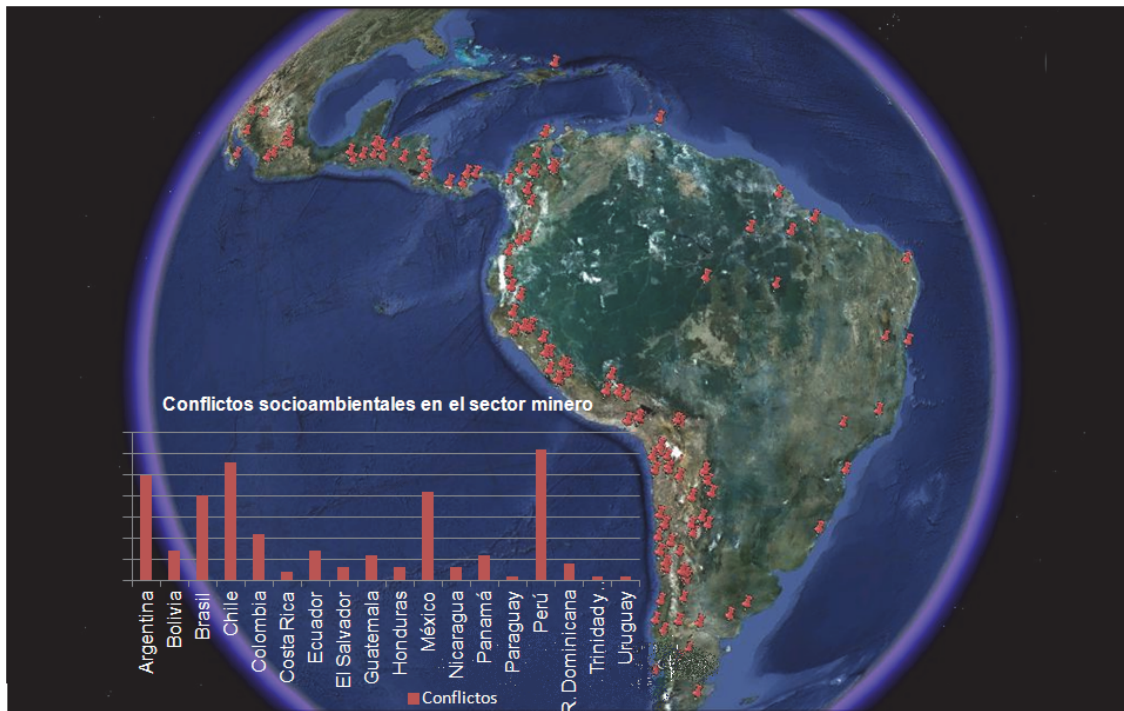 Conflictos socioambientales en el sector minero
Argentina
Bolivia
Brasil
Chile
Colombia
Costa Rica
Ecuador
El Salvador
Guatemala
Honduras
México
Nicaragua
Panamá
Paraguay
Perú
R. Dominicana
Trinidad y...
Uruguay
Conflictos